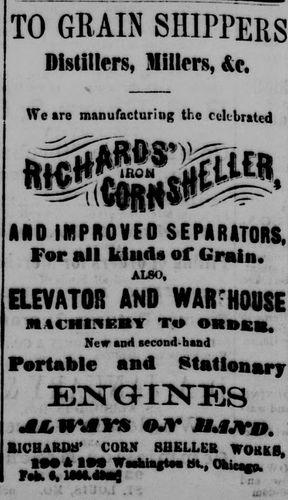 TO GRAIN SHIPPERS
Distillers, Millers, &c.
We are manufacturing the celebrated
RICHARDS'
IRON
CORNSHELLER,
AND IMPROVED SEPARATORS,
For all kinds of Grain.
ALSO,
ELEVATOR AND WAREHOUSE
MACHINERY TO ORDER.
New and second-hand
Portable and Stationary
ENGINES
ALWAYS ON HAND.
RICHARDS' CORN SHELLER WORKS,
190 & 192 Washington St., Chicago.
Feb. 6,